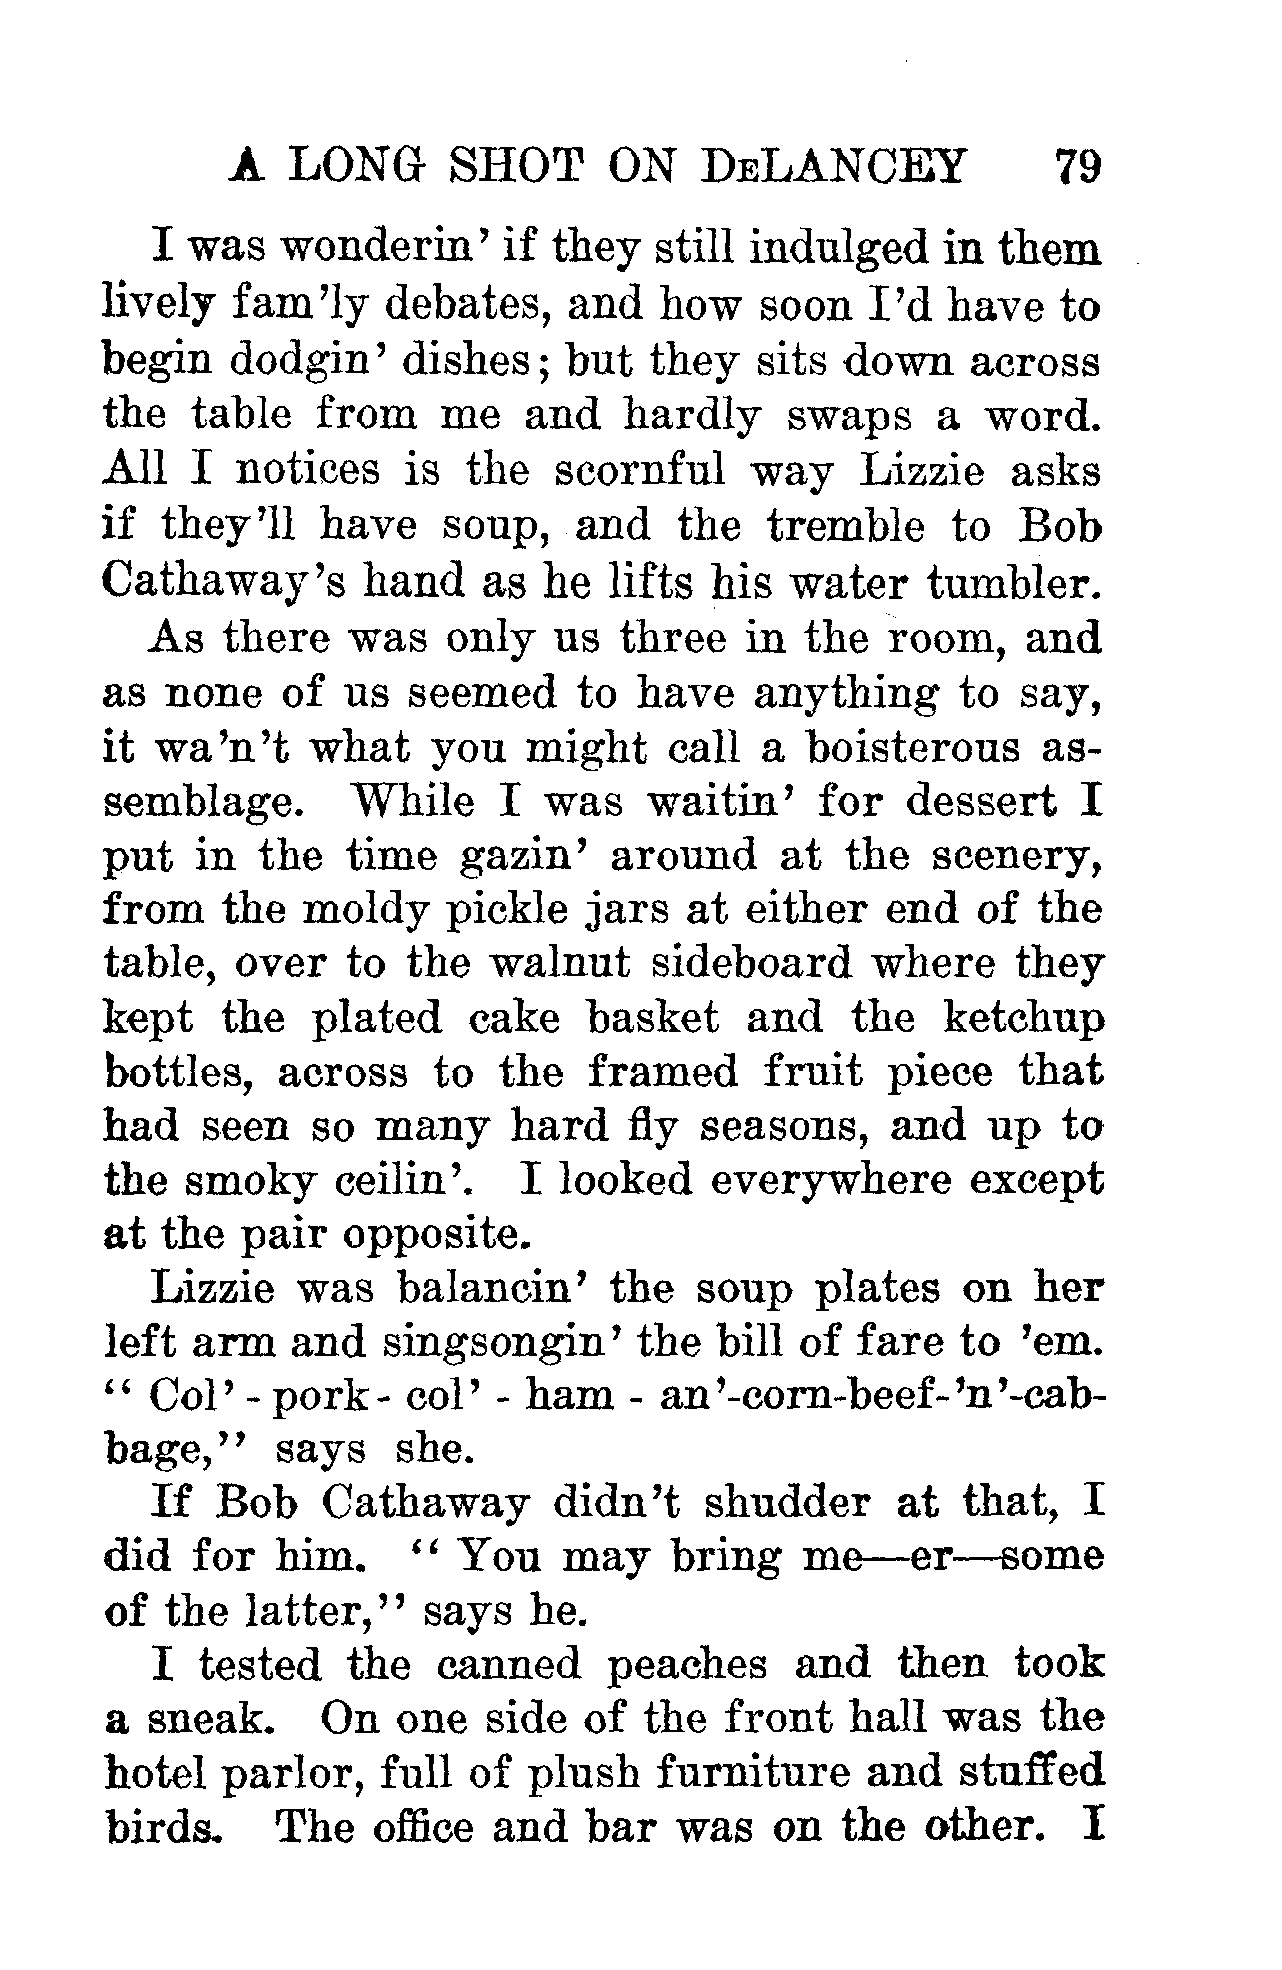 A LONG SHOT ON DELANCEY 79
I was wonderin' if they still indulged in them
lively fam'ly debates, and how soon I'd have to
begin dodgin' dishes; but they sits down across
the table from me and hardly swaps a word.
All I notices is the scornful way Lizzie asks
if they'll have soup, and the tremble to Bob
Cathaway's hand as he lifts his water tumbler.
As there was only us three in the room, and
as none of us seemed to have anything to say,
it wa'n't what you might call a boisterous as-
semblage. While I was waitin' for dessert I
put in the time gazin' around at the scenery,
from the moldy pickle jars at either end of the
table, over to the walnut sideboard where they
kept the plated cake basket and the ketchup
bottles, across to the framed fruit piece that
had seen so many hard fly seasons, and up to
the smoky ceilin'. I looked everywhere except
at the pair opposite.
Lizzie was balancin' the soup plates on her
left arm and singsongin' the bill of fare to 'em.
"Col' - pork - col' - ham - an'-corn-beef-'n'-cab-
bage," says she.
If Bob Cathaway didn't shudder at that, I
did for him. "You may bring me—er—some
of the latter," says he.
I tested the canned peaches and then took
a sneak. On one side of the front hall was the
hotel parlor, full of plush furniture and stuffed
birds. The office and bar was on the other. I